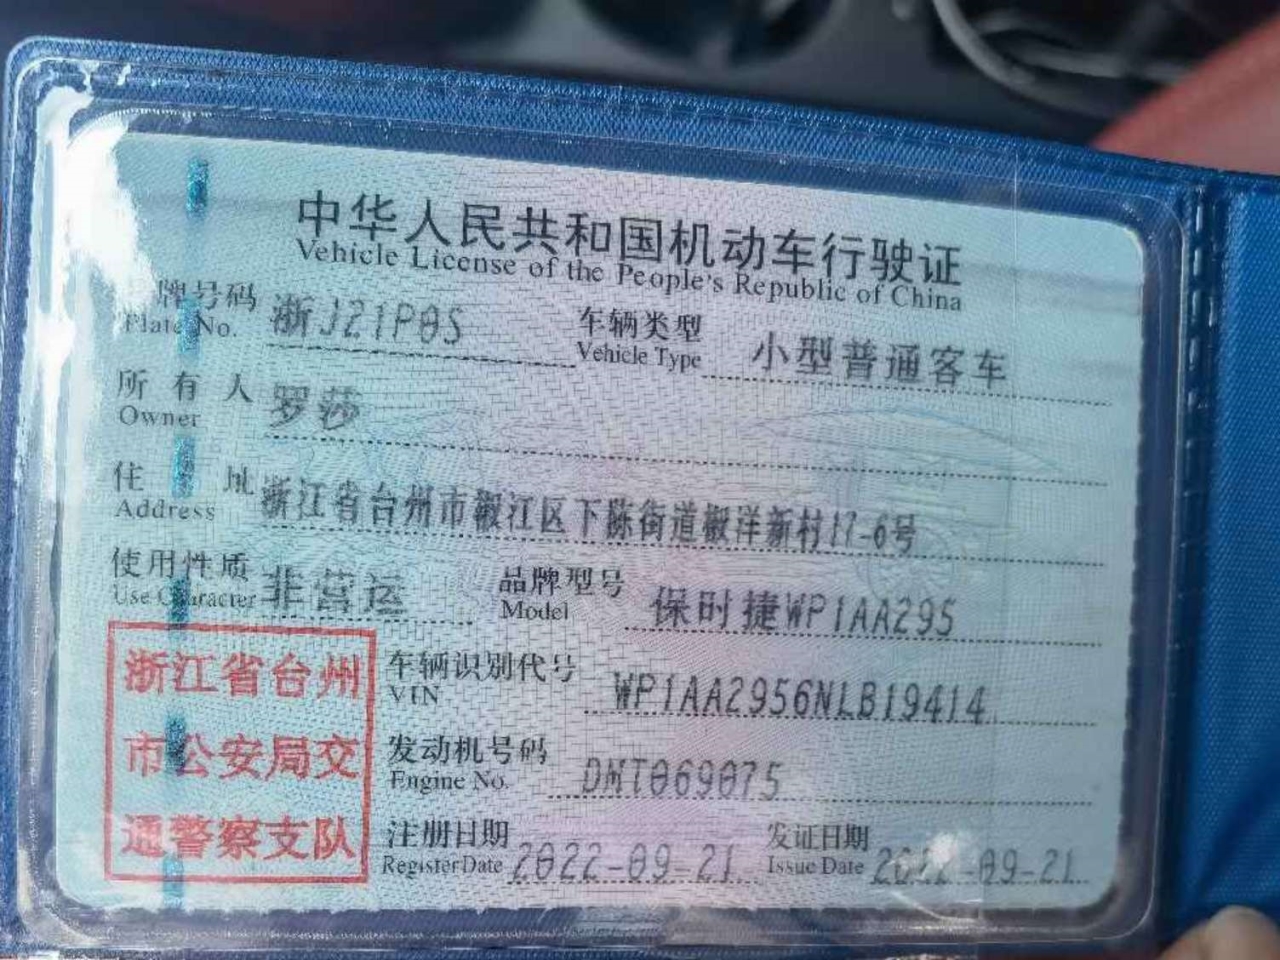 中华人民共和国机动车行驶证
Vehicle License of the People's Republic of China
号牌号码 浙J21P0S 车辆类型 小型普通客车
Plate No. Vehicle Type
所有人 罗莎
Owner
住址 浙江省台州市椒江区下陈街道椒洋新村17-6号
Address
使用性质 非营运 品牌型号 保时捷WP1AA295
Use Character Model
浙江省台州
市公安局交
通警察支队
车辆识别代号 WP1AA2956NLB19414
VIN
发动机号码 DMT069075
Engine No.
注册日期 2022-09-21 发证日期 2022-09-21
Register Date Issue Date